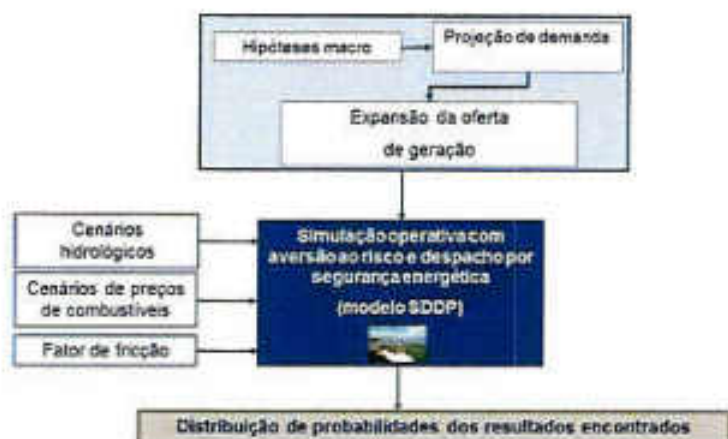 Hipóteses macro
Projeção de demanda
Expansão da oferta
de geração
Cenários
hidrológicos
Cenários de preços
de combustíveis
Fator de fricção
Simulação operativa com
aversão ao risco e despacho por
segurança energética
(modelo SDDP)
Distribuição de probabilidades dos resultados encontrados